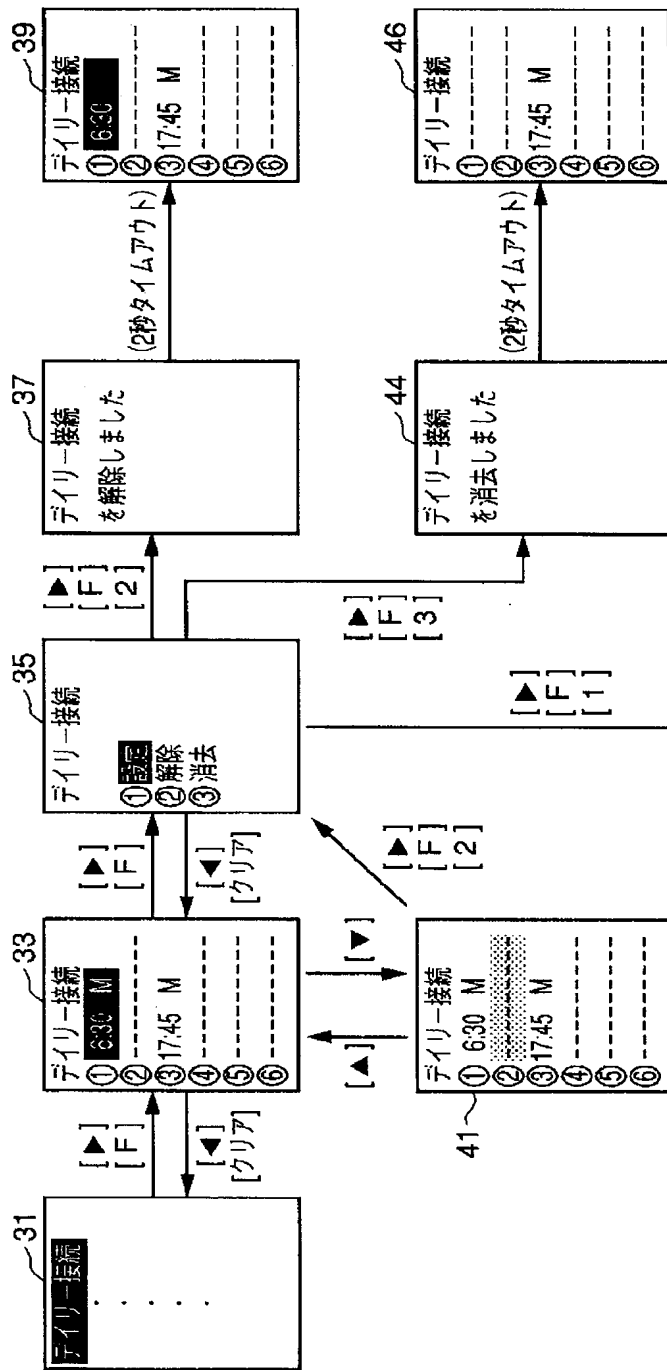 31
デイリー接続
・
・
・
・
・
[▶]
[F]
[◀]
[クリア]
33
デイリー接続
① 6:30 M
② ---------
③ 17:45 M
④ ---------
⑤ ---------
⑥ ---------
[▶]
[F]
[◀]
[クリア]
35
デイリー接続
① 設定
② 解除
③ 消去
[▶]
[F]
[2]
37
デイリー接続
を解除しました
(2秒タイムアウト)
39
デイリー接続
① 6:30
② ---------
③ 17:45 M
④ ---------
⑤ ---------
⑥ ---------
[▲]
[▼]
41
デイリー接続
① 6:30 M
② ---------
③ 17:45 M
④ ---------
⑤ ---------
⑥ ---------
[▶]
[F]
[2]
[▶]
[F]
[1]
[▶]
[F]
[3]
44
デイリー接続
を消去しました
(2秒タイムアウト)
46
デイリー接続
① ---------
② ---------
③ 17:45 M
④ ---------
⑤ ---------
⑥ ---------